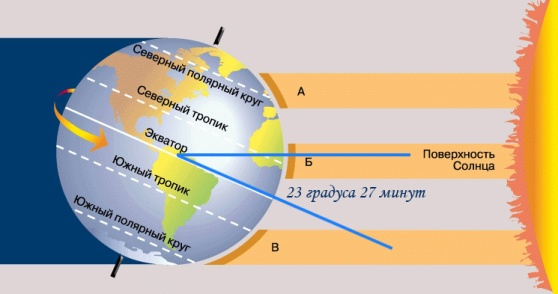 Северный полярный круг
А
Северный тропик
Экватор
Б
Поверхность
Солнца
Южный тропик
23 градуса 27 минут
Южный полярный круг
В